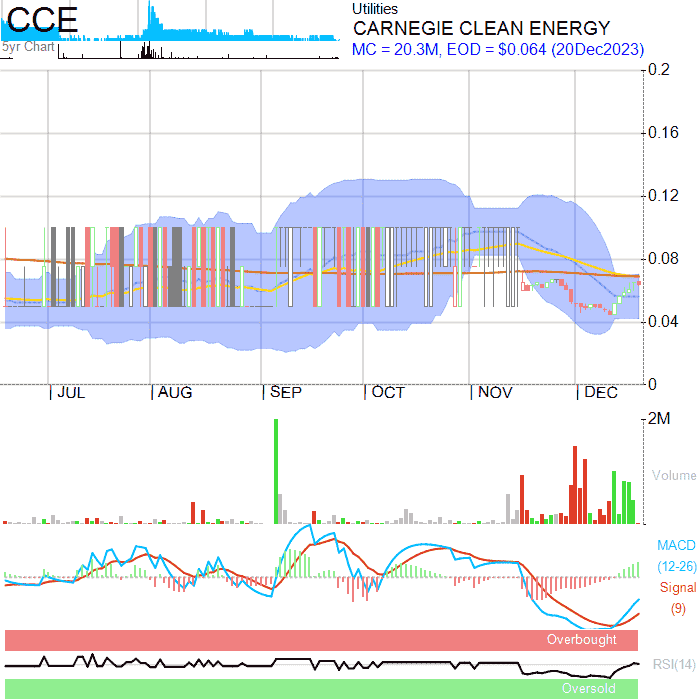 CCE
5yr Chart
Utilities
CARNEGIE CLEAN ENERGY
MC = 20.3M, EOD = $0.064 (20Dec2023)
0.2
0.16
0.12
0.08
0.04
0
JUL
AUG
SEP
OCT
NOV
DEC
2M
Volume
MACD
(12-26)
Signal
(9)
Overbought
RSI(14)
Oversold